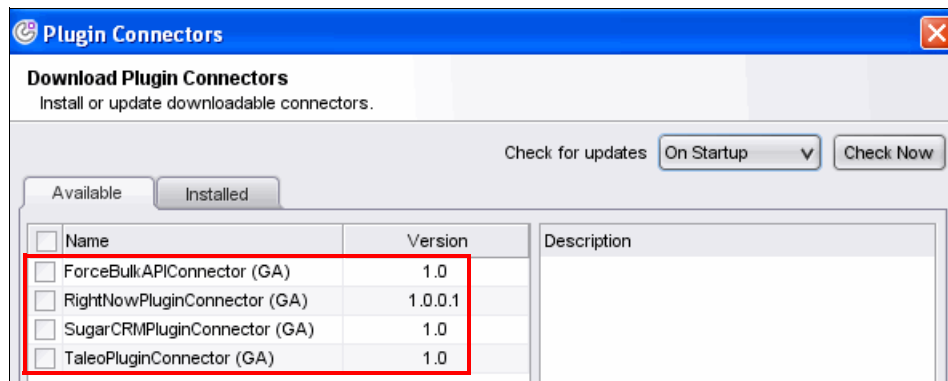 Plugin Connectors
Download Plugin Connectors
Install or update downloadable connectors.
Check for updates On Startup Check Now
Available Installed
Name Version Description
ForceBulkAPIConnector (GA) 1.0
RightNowPluginConnector (GA) 1.0.0.1
SugarCRMPluginConnector (GA) 1.0
TaleoPluginConnector (GA) 1.0